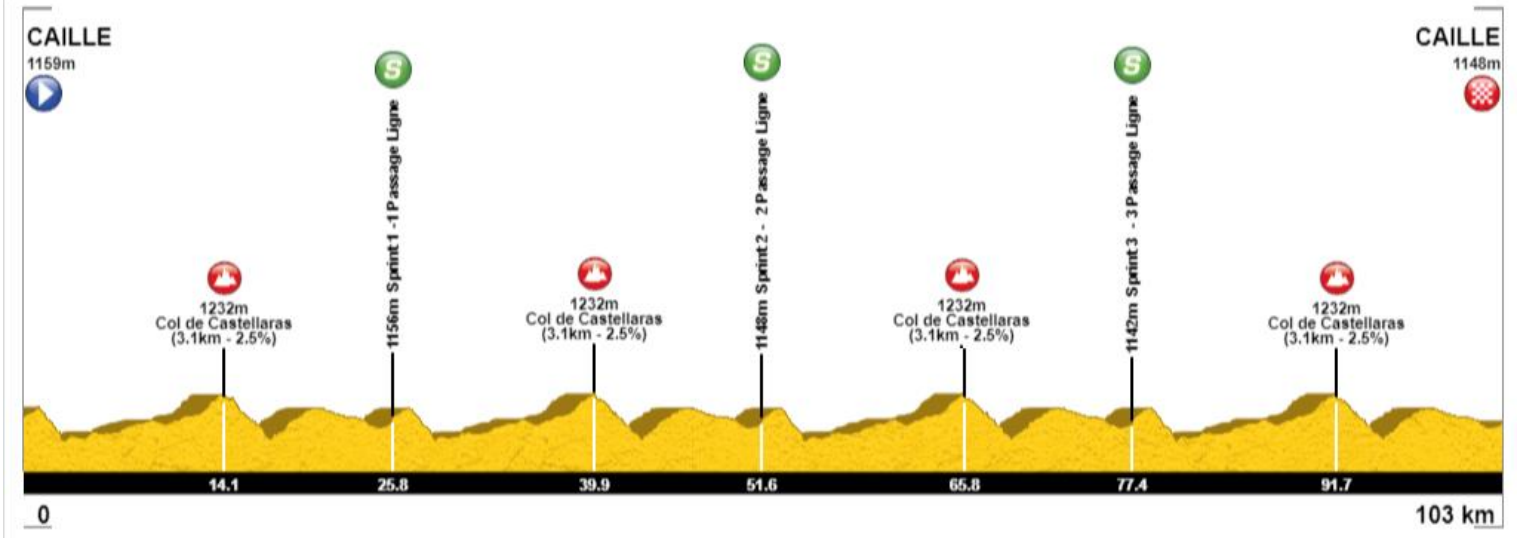 CAILLE
1159m
S
1156m Sprint 1 -1 Passage Ligne
S
1148m Sprint 2 - 2 Passage Ligne
S
1142m Sprint 3 - 3 Passage Ligne
CAILLE
1148m
1232m
Col de Castellaras
(3.1km - 2.5%)
1232m
Col de Castellaras
(3.1km - 2.5%)
1232m
Col de Castellaras
(3.1km - 2.5%)
1232m
Col de Castellaras
(3.1km - 2.5%)
14.1 25.8 39.9 51.6 65.8 77.4 91.7
0 103 km